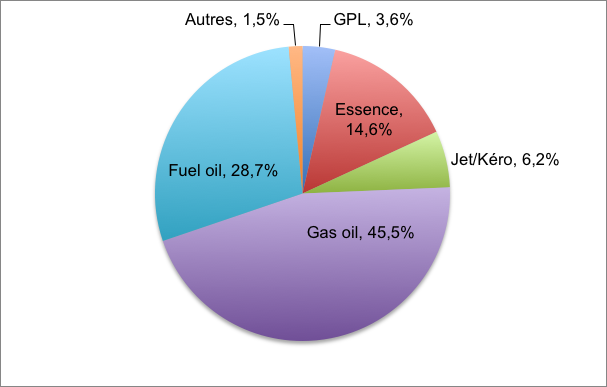 Autres, 1,5%
GPL, 3,6%
Essence,
14,6%
Jet/Kéro, 6,2%
Fuel oil, 28,7%
Gas oil, 45,5%